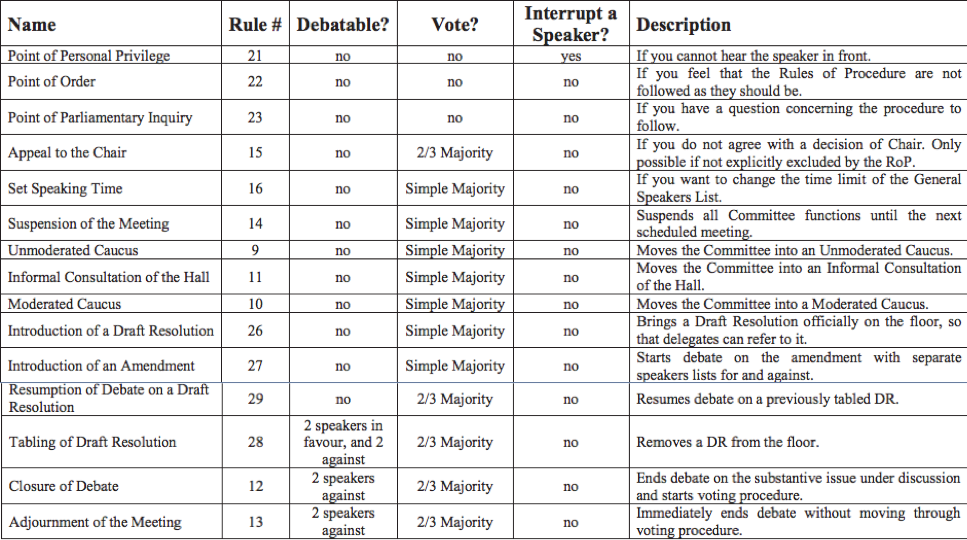 Name Rule # Debatable? Vote? Interrupt a Speaker? Description
Point of Personal Privilege 21 no no yes If you cannot hear the speaker in front.
Point of Order 22 no no no If you feel that the Rules of Procedure are not
followed as they should be.
Point of Parliamentary Inquiry 23 no no no If you have a question concerning the procedure to
follow.
Appeal to the Chair 15 no 2/3 Majority no If you do not agree with a decision of Chair. Only
possible if not explicitly excluded by the RoP.
Set Speaking Time 16 no Simple Majority no If you want to change the time limit of the General
Speakers List.
Suspension of the Meeting 14 no Simple Majority no Suspends all Committee functions until the next
scheduled meeting.
Unmoderated Caucus 9 no Simple Majority no Moves the Committee into an Unmoderated Caucus.
Informal Consultation of the Hall 11 no Simple Majority no Moves the Committee into an Informal Consultation
of the Hall.
Moderated Caucus 10 no Simple Majority no Moves the Committee into a Moderated Caucus.
Introduction of a Draft Resolution 26 no Simple Majority no Brings a Draft Resolution officially on the floor, so
that delegates can refer to it.
Introduction of an Amendment 27 no Simple Majority no Starts debate on the amendment with separate
speakers lists for and against.
Resumption of Debate on a Draft
Resolution 29 no 2/3 Majority no Resumes debate on a previously tabled DR.
Tabling of Draft Resolution 28 2 speakers in
favour, and 2
against 2/3 Majority no Removes a DR from the floor.
Closure of Debate 12 2 speakers
against 2/3 Majority no Ends debate on the substantive issue under discussion
and starts voting procedure.
Adjournment of the Meeting 13 2 speakers
against 2/3 Majority no Immediately ends debate without moving through
voting procedure.